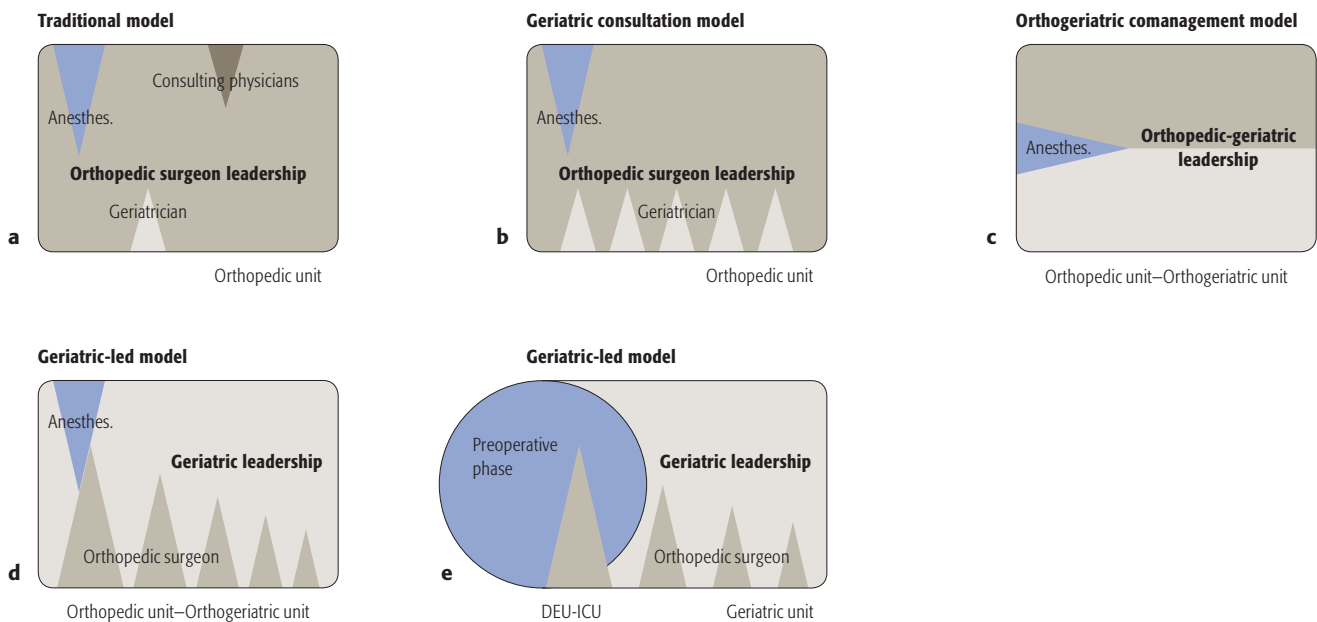 Traditional model
Consulting physicians
Anesthes.
Orthopedic surgeon leadership
Geriatrician
a
Orthopedic unit
Geriatric consultation model
Anesthes.
Orthopedic surgeon leadership
Geriatrician
b
Orthopedic unit
Orthogeriatric comanagement model
Anesthes.
Orthopedic-geriatric
leadership
c
Orthopedic unit–Orthogeriatric unit
Geriatric-led model
Anesthes.
Geriatric leadership
Orthopedic surgeon
d
Orthopedic unit–Orthogeriatric unit
Geriatric-led model
Preoperative
phase
Geriatric leadership
Orthopedic surgeon
e
DEU-ICU
Geriatric unit